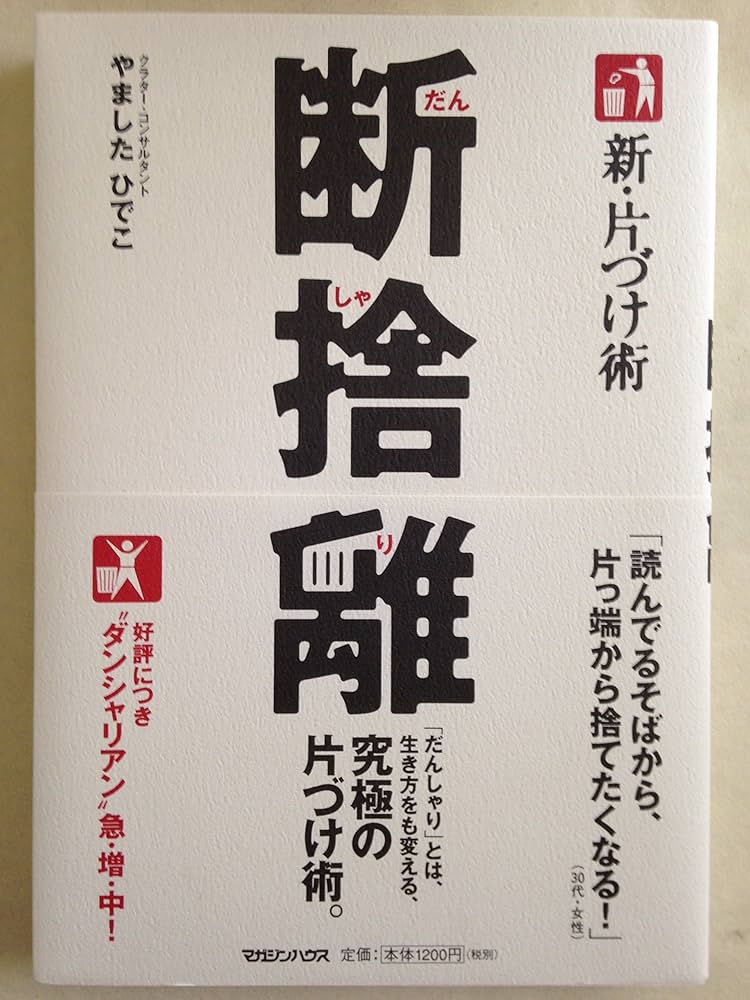 新・片づけ術
断捨離
だん
しゃ
り
クラター・コンサルタント
やました ひでこ
「読んでるそばから、
片っ端から捨てたくなる！」
（30代・女性）
「だんしゃり」とは、
生き方をも変える、
究極の
片づけ術。
好評につき
〝ダンシャリアン〟急・増・中！
マガジンハウス 定価：本体1200円（税別）